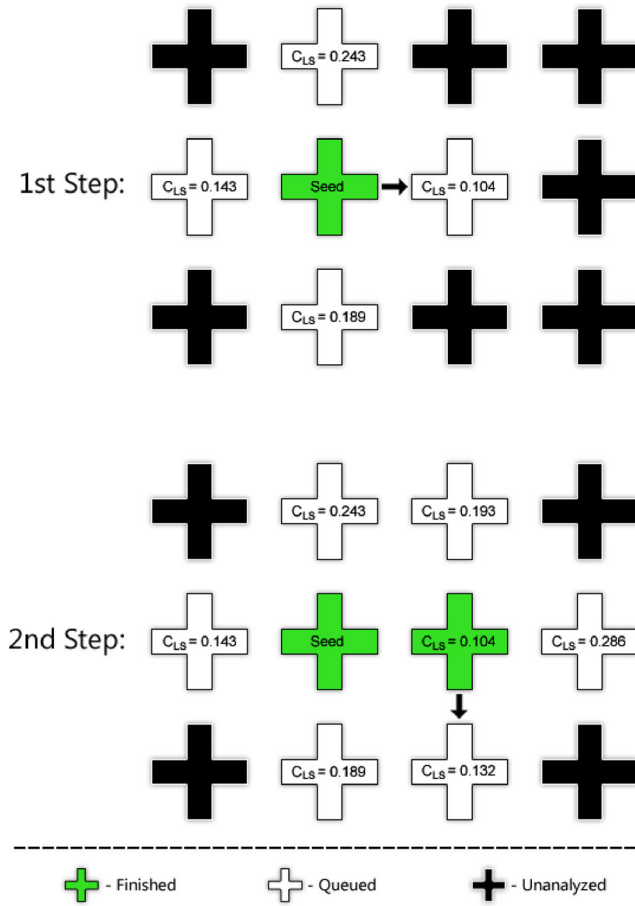 C_LS = 0.243
1st Step:
C_LS = 0.143
Seed
C_LS = 0.104
C_LS = 0.189
C_LS = 0.243
C_LS = 0.193
2nd Step:
C_LS = 0.143
Seed
C_LS = 0.104
C_LS = 0.286
C_LS = 0.189
C_LS = 0.132
- Finished
- Queued
- Unanalyzed